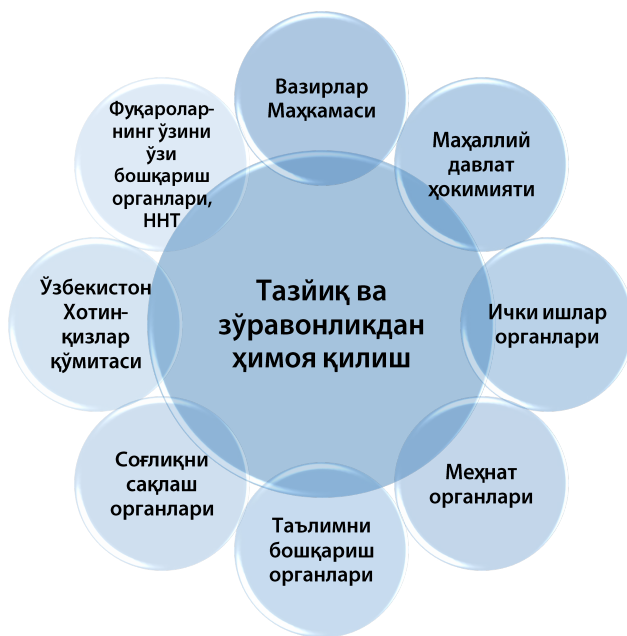 Вазирлар
Маҳкамаси
Маҳаллий
давлат
ҳокимияти
Ички ишлар
органлари
Меҳнат
органлари
Таълимни
бошқариш
органлари
Соғлиқни
сақлаш
органлари
Ўзбекистон
Хотин-
қизлар
қўмитаси
Фуқаролар-
нинг ўзини
ўзи
бошқариш
органлари,
ННТ
Тазйиқ ва
зўравонликдан
ҳимоя қилиш